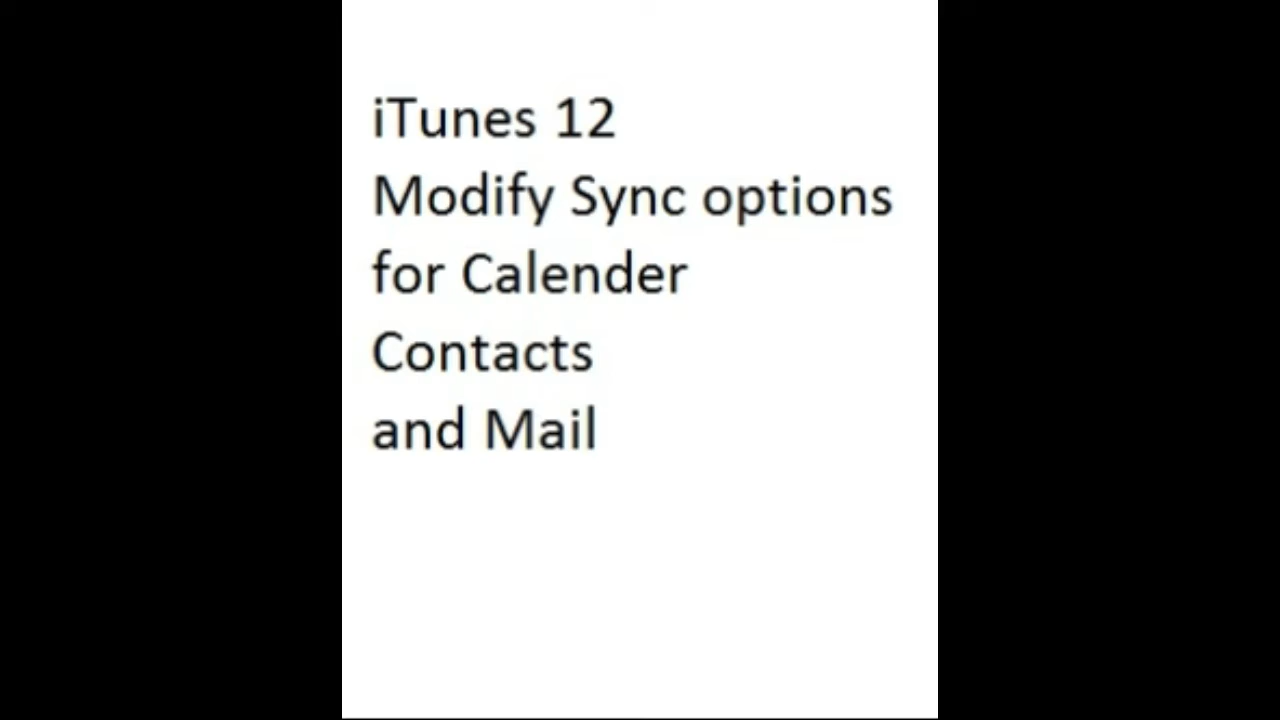 iTunes 12
Modify Sync options
for Calender
Contacts
and Mail